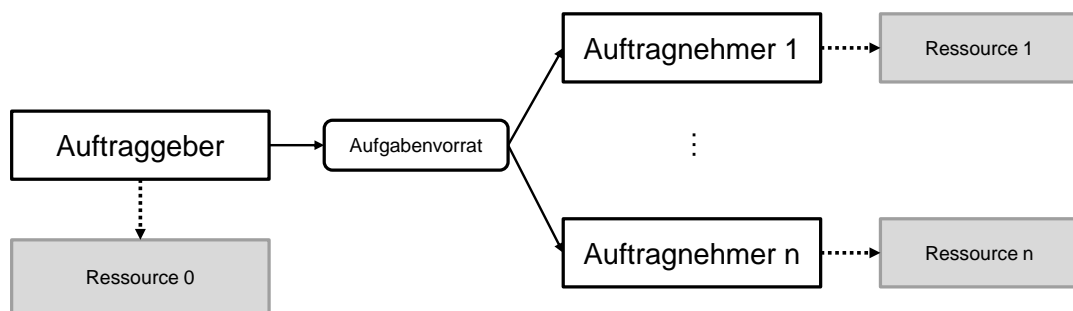 Auftragnehmer 1
Ressource 1
Auftraggeber
Aufgabenvorrat
⋮
Ressource 0
Auftragnehmer n
Ressource n